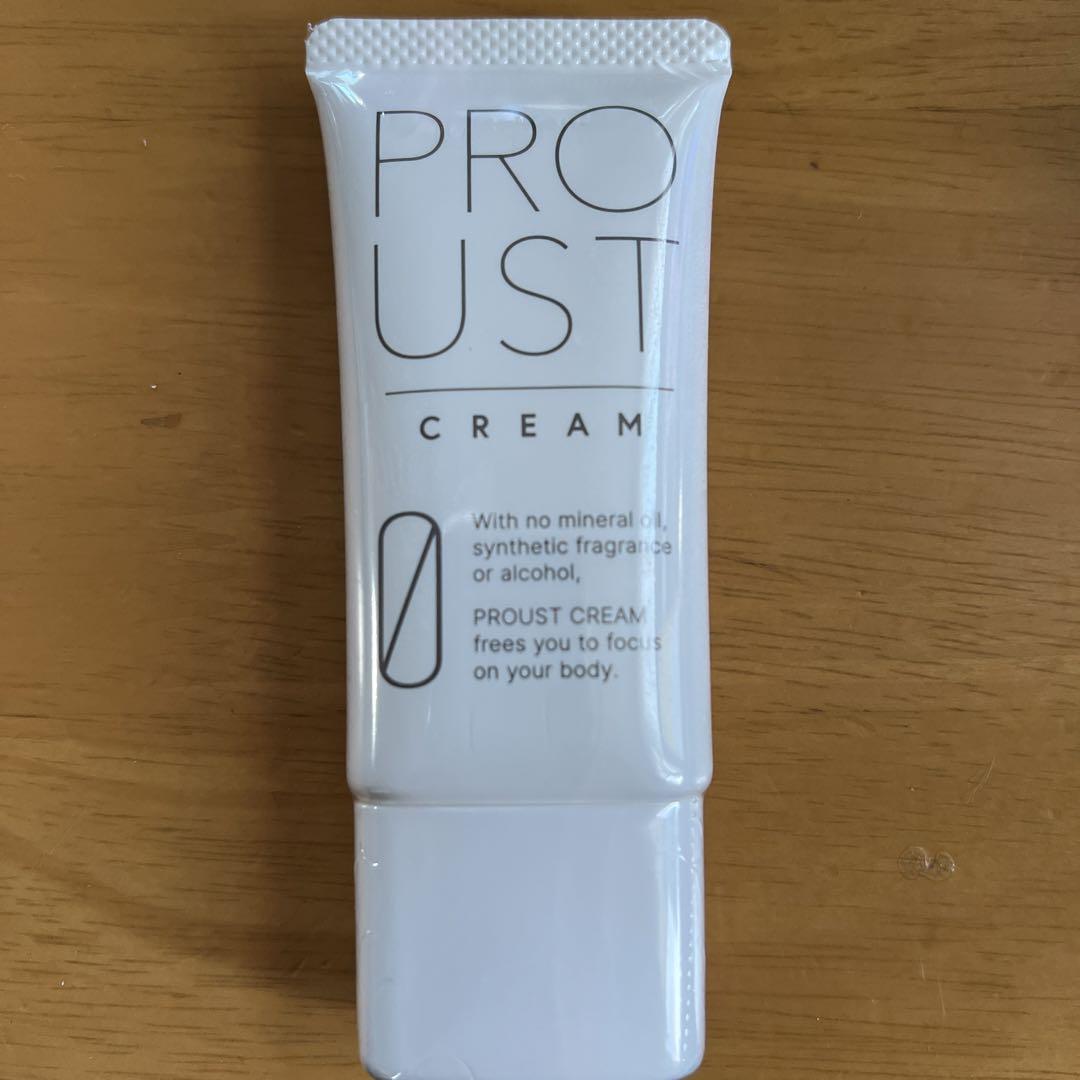 PRO
UST
CREAM
0
With no mineral oil,
synthetic fragrance
or alcohol,
PROUST CREAM
frees you to focus
on your body.